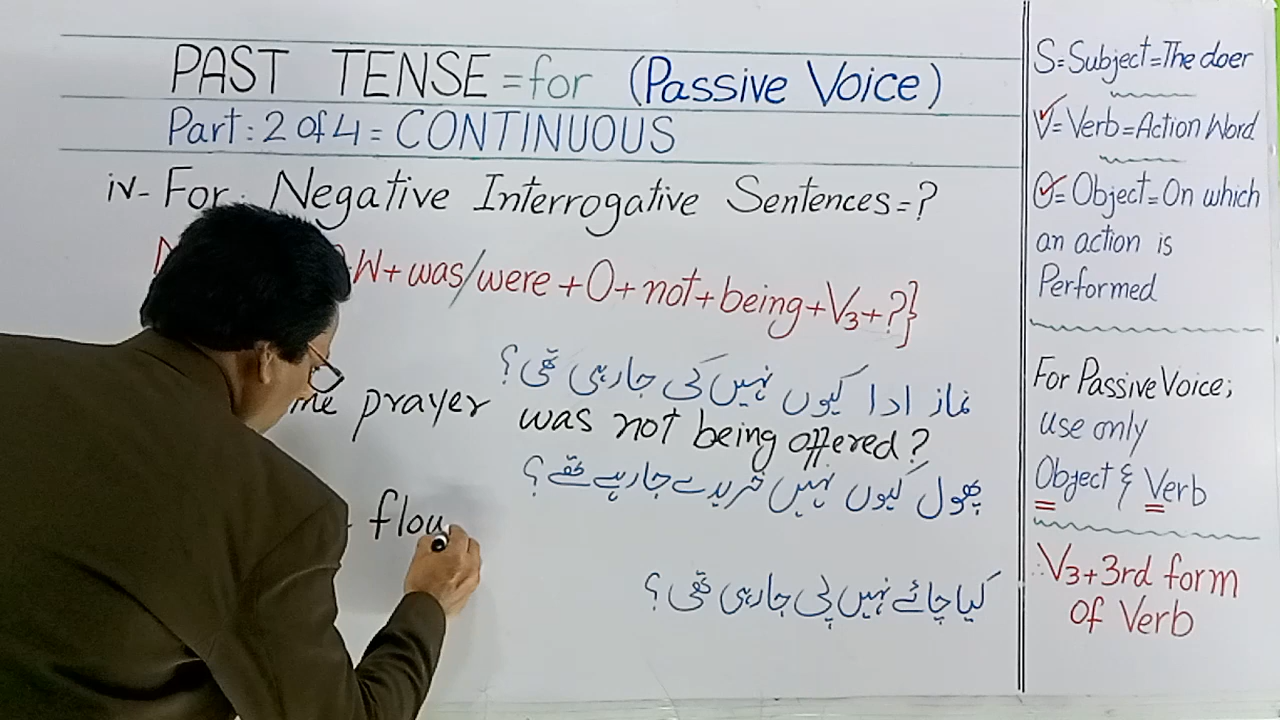 PAST TENSE = for (Passive Voice)
Part: 2 of 4 = CONTINUOUS
iv- For: Negative Interrogative Sentences = ?
W + was/were + O + not + being + V3 + ?}
نماز ادا کیوں نہیں کی جا رہی تھی ؟
the prayer was not being offered?
پھول کیوں نہیں خریدے جا رہے تھے ؟
flow
کیا چائے نہیں پی جا رہی تھی ؟
S = Subject = The doer
V = Verb = Action Word
O = Object = On which
an action is
Performed
For Passive Voice;
use only
Object & Verb
∴ V3 + 3rd form
of Verb